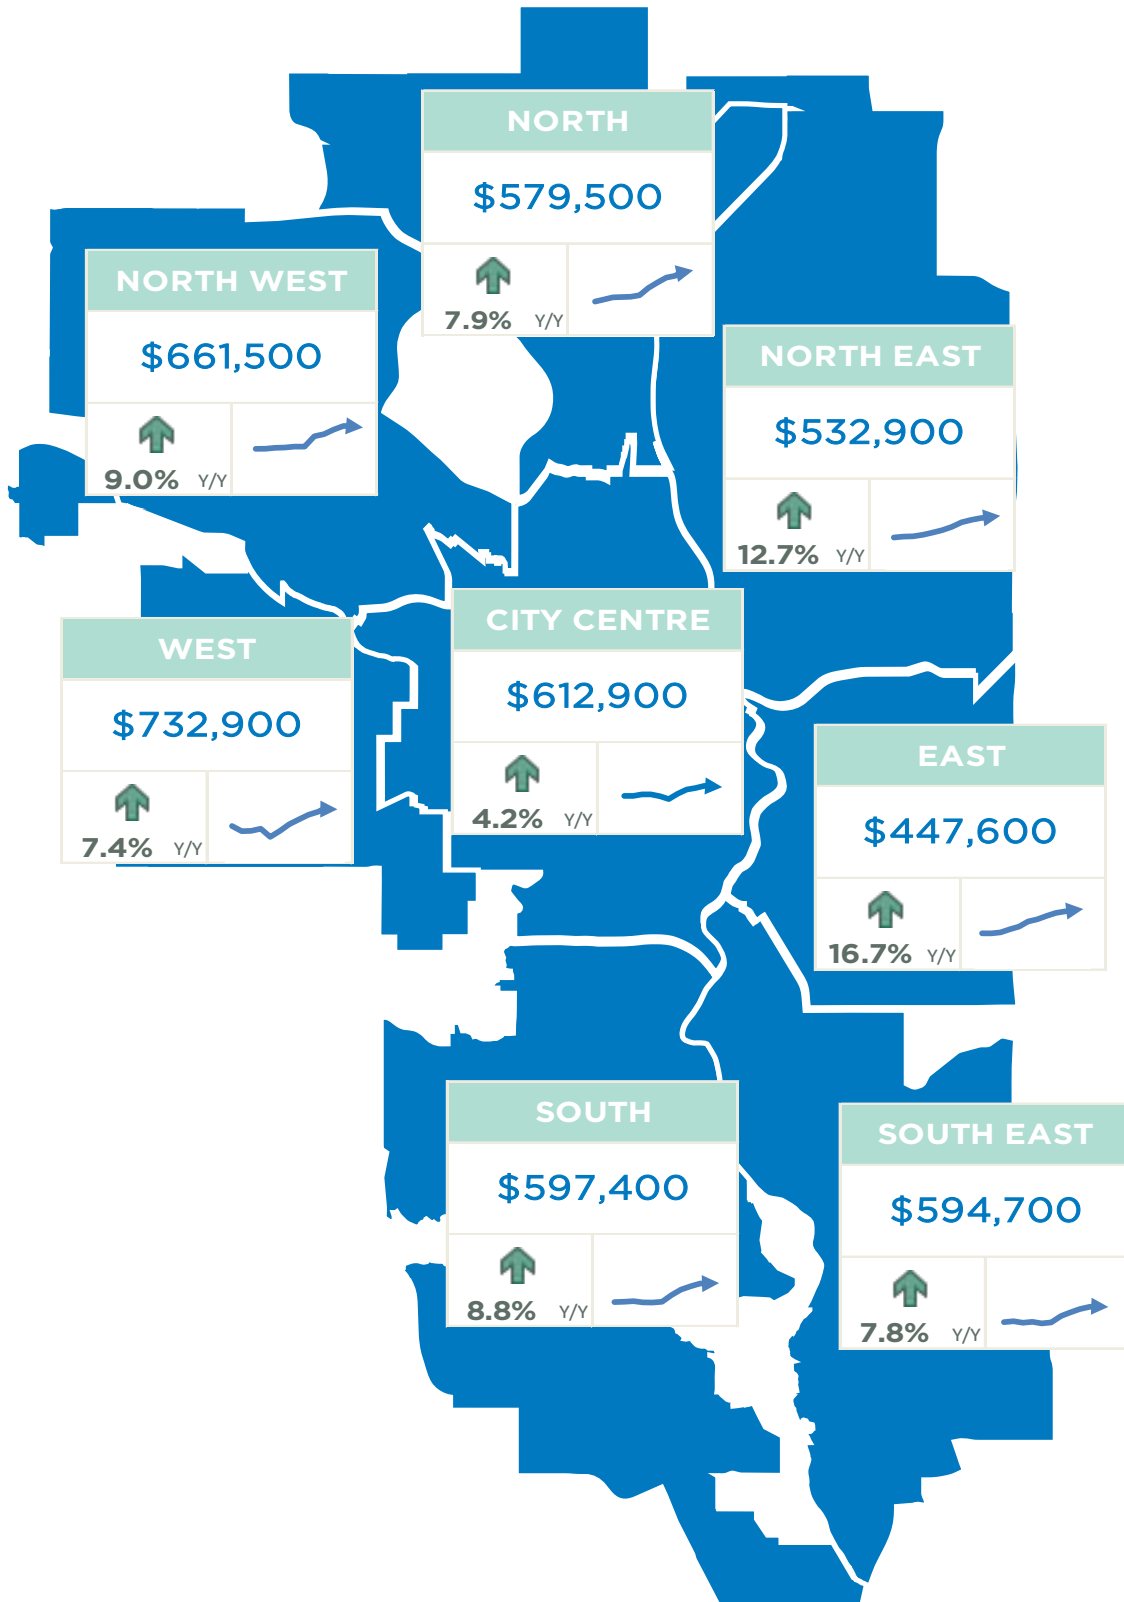 NORTH
$579,500
7.9% Y/Y
NORTH WEST
$661,500
9.0% Y/Y
NORTH EAST
$532,900
12.7% Y/Y
CITY CENTRE
$612,900
4.2% Y/Y
WEST
$732,900
7.4% Y/Y
EAST
$447,600
16.7% Y/Y
SOUTH
$597,400
8.8% Y/Y
SOUTH EAST
$594,700
7.8% Y/Y